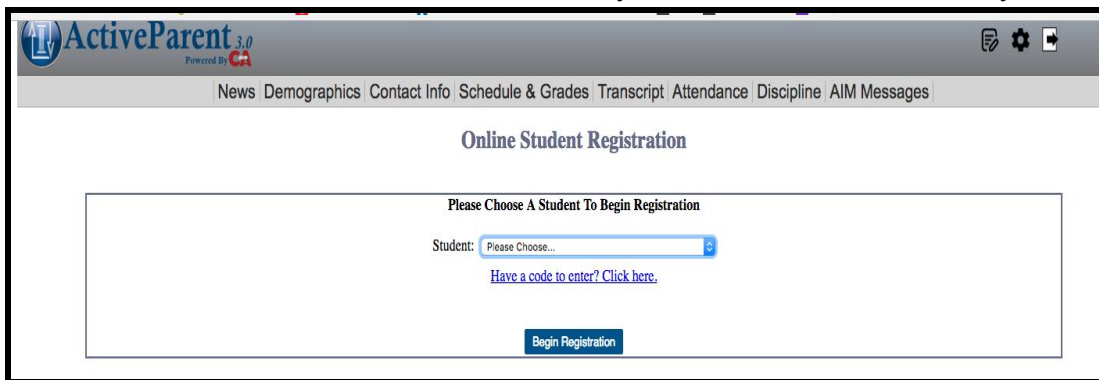 ActiveParent 3.0
Powered By CA
News Demographics Contact Info Schedule & Grades Transcript Attendance Discipline AIM Messages
Online Student Registration
Please Choose A Student To Begin Registration
Student: Please Choose...
Have a code to enter? Click here.
Begin Registration